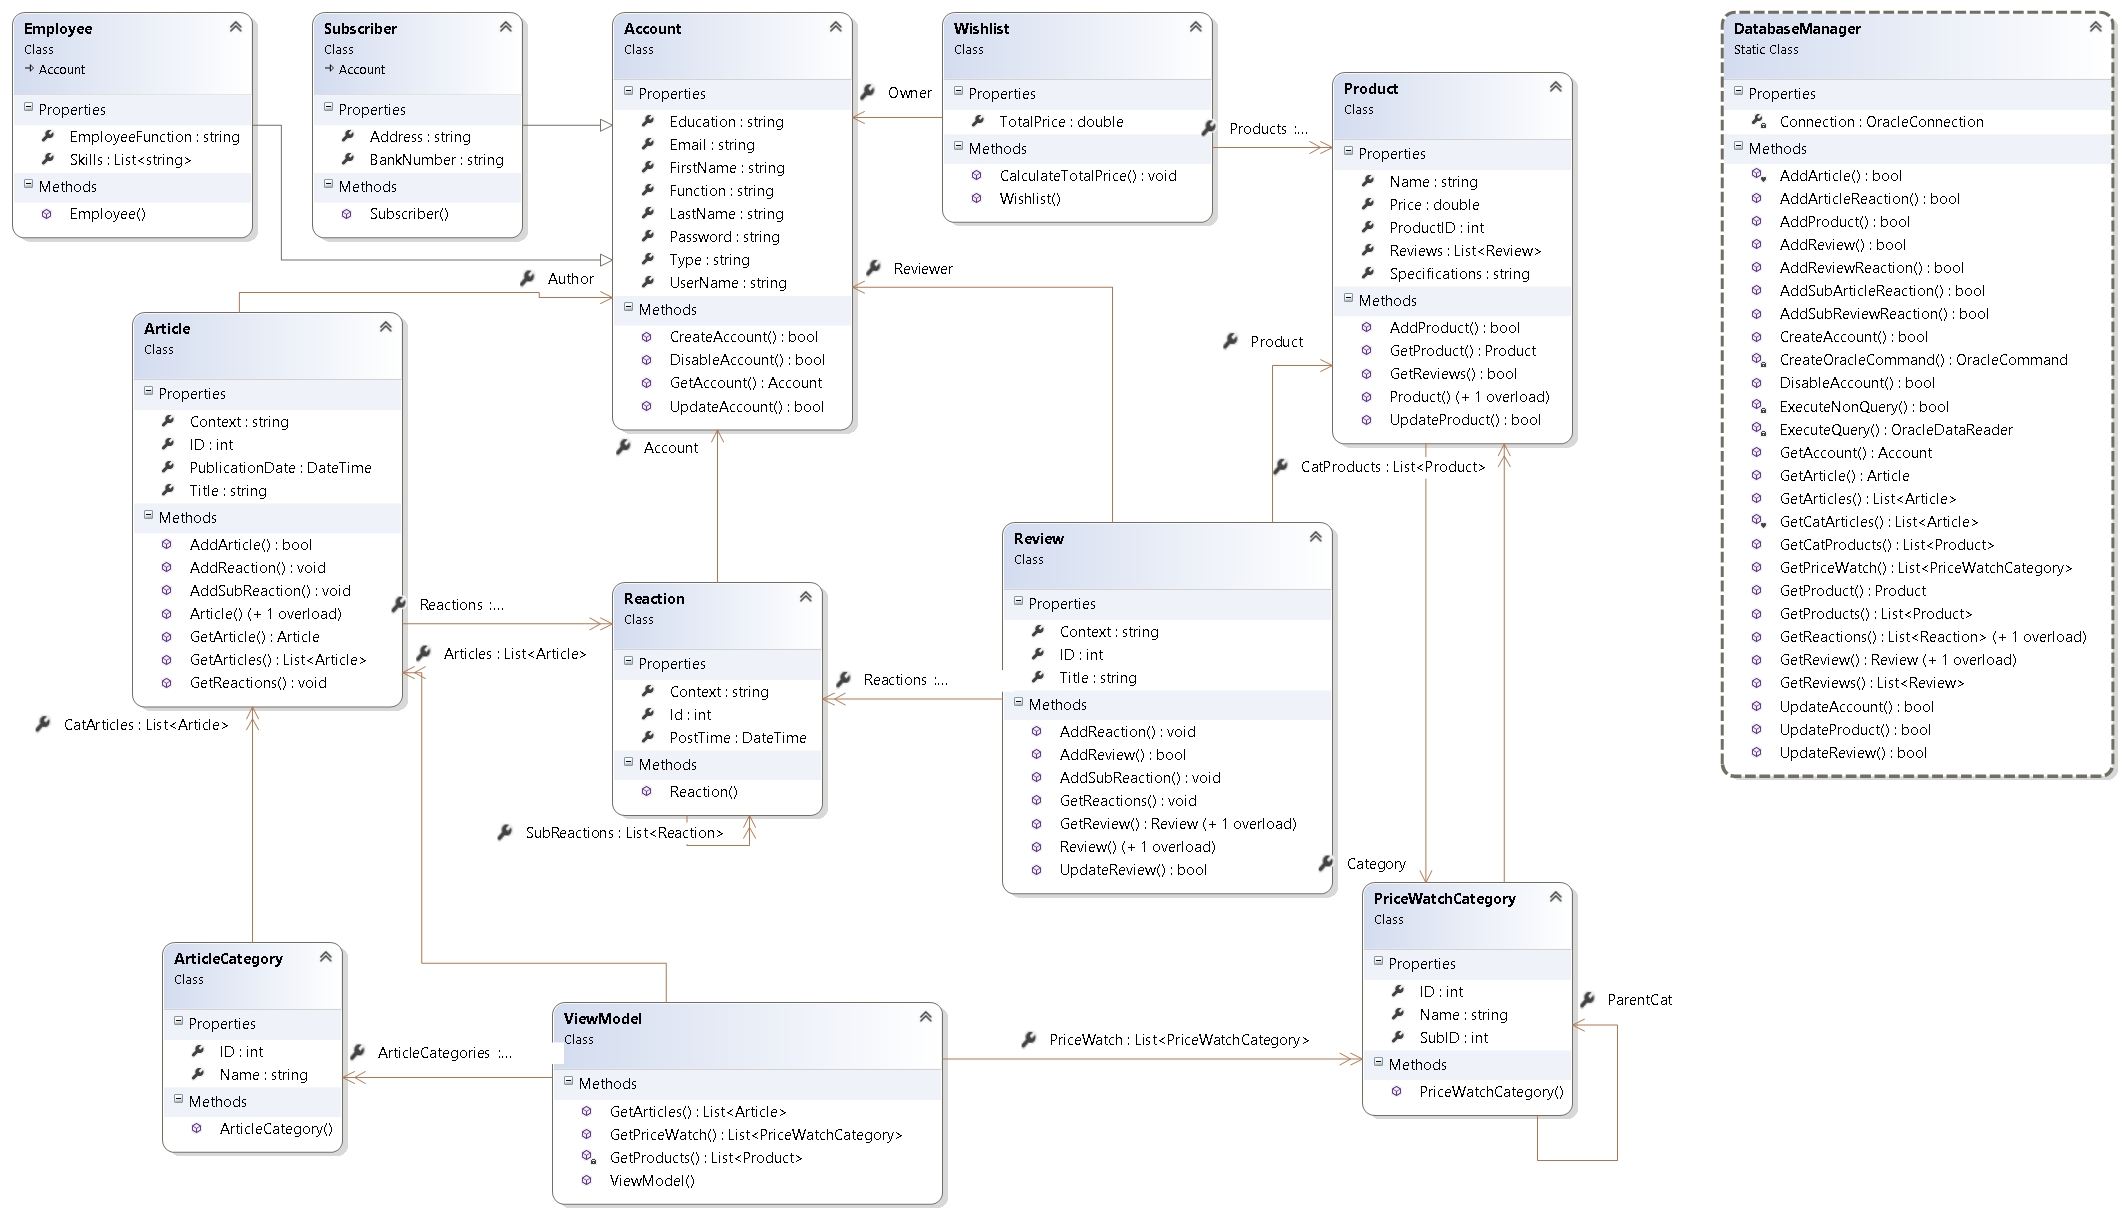 Employee
Class
Account
Properties
EmployeeFunction : string
Skills : List<string>
Methods
Employee()
Subscriber
Class
Account
Properties
Address : string
BankNumber : string
Methods
Subscriber()
Account
Class
Properties
Education : string
Email : string
FirstName : string
Function : string
LastName : string
Password : string
Type : string
UserName : string
Methods
CreateAccount() : bool
DisableAccount() : bool
GetAccount() : Account
UpdateAccount() : bool
Owner
Wishlist
Class
Properties
TotalPrice : double
Methods
CalculateTotalPrice() : void
Wishlist()
Products :...
Product
Class
Properties
Name : string
Price : double
ProductID : int
Reviews : List<Review>
Specifications : string
Methods
AddProduct() : bool
GetProduct() : Product
GetReviews() : bool
Product() (+ 1 overload)
UpdateProduct() : bool
DatabaseManager
Static Class
Properties
Connection : OracleConnection
Methods
AddArticle() : bool
AddArticleReaction() : bool
AddProduct() : bool
AddReview() : bool
AddReviewReaction() : bool
AddSubArticleReaction() : bool
AddSubReviewReaction() : bool
CreateAccount() : bool
CreateOracleCommand() : OracleCommand
DisableAccount() : bool
ExecuteNonQuery() : bool
ExecuteQuery() : OracleDataReader
GetAccount() : Account
GetArticle() : Article
GetArticles() : List<Article>
GetCatArticles() : List<Article>
GetCatProducts() : List<Product>
GetPriceWatch() : List<PriceWatchCategory>
GetProduct() : Product
GetProducts() : List<Product>
GetReactions() : List<Reaction> (+ 1 overload)
GetReview() : Review (+ 1 overload)
GetReviews() : List<Review>
UpdateAccount() : bool
UpdateProduct() : bool
UpdateReview() : bool
Author
Reviewer
Product
Account
CatProducts : List<Product>
Article
Class
Properties
Context : string
ID : int
PublicationDate : DateTime
Title : string
Methods
AddArticle() : bool
AddReaction() : void
AddSubReaction() : void
Article() (+ 1 overload)
GetArticle() : Article
GetArticles() : List<Article>
GetReactions() : void
Reactions :...
Articles : List<Article>
CatArticles : List<Article>
Reaction
Class
Properties
Context : string
Id : int
PostTime : DateTime
Methods
Reaction()
SubReactions : List<Reaction>
Reactions :...
Review
Class
Properties
Context : string
ID : int
Title : string
Methods
AddReaction() : void
AddReview() : bool
AddSubReaction() : void
GetReactions() : void
GetReview() : Review (+ 1 overload)
Review() (+ 1 overload)
UpdateReview() : bool
Category
PriceWatchCategory
Class
Properties
ID : int
Name : string
SubID : int
Methods
PriceWatchCategory()
ParentCat
ArticleCategory
Class
Properties
ID : int
Name : string
Methods
ArticleCategory()
ArticleCategories :...
ViewModel
Class
Methods
GetArticles() : List<Article>
GetPriceWatch() : List<PriceWatchCategory>
GetProducts() : List<Product>
ViewModel()
PriceWatch : List<PriceWatchCategory>